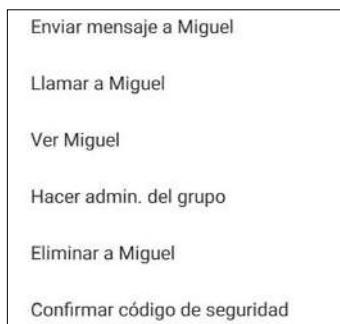 Enviar mensaje a Miguel
Llamar a Miguel
Ver Miguel
Hacer admin. del grupo
Eliminar a Miguel
Confirmar código de seguridad